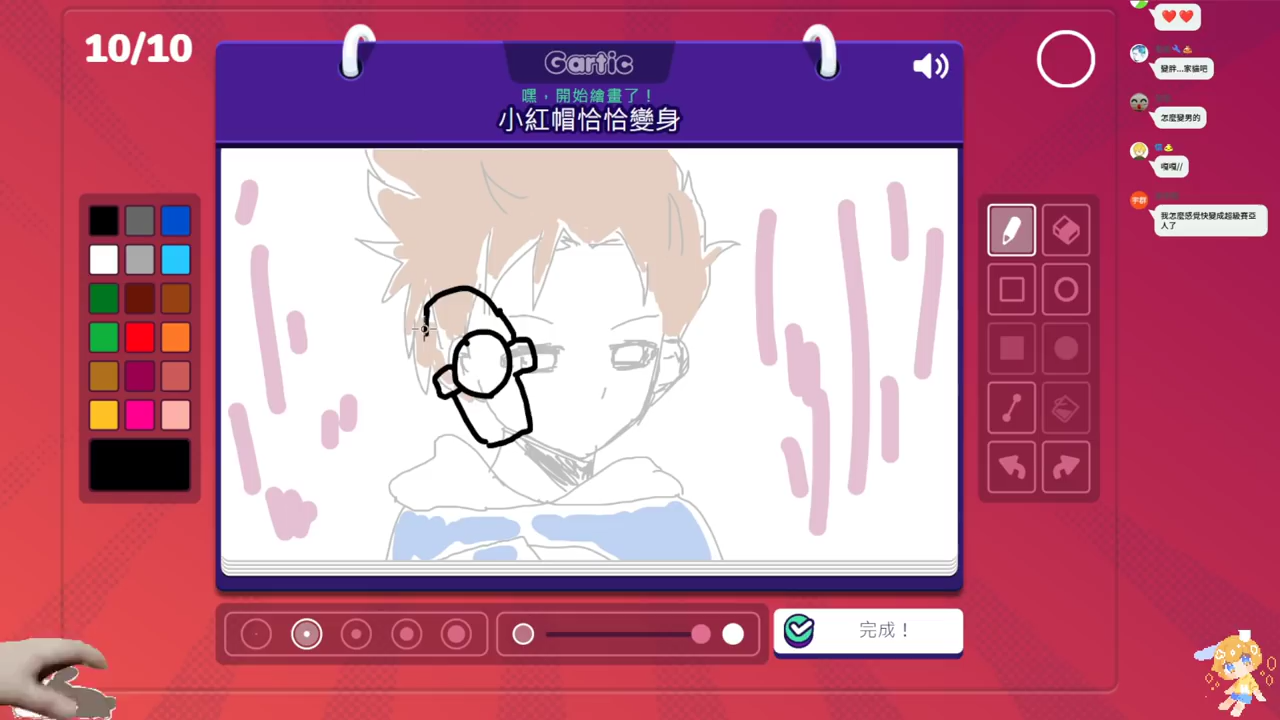 10/10
Gartic
嘿，開始繪畫了！
小紅帽恰恰變身
完成！
❤️❤️
變胖...家貓吧
怎麼變男的
嘎嘎//
我怎麼感覺快變成超級賽亞
人了